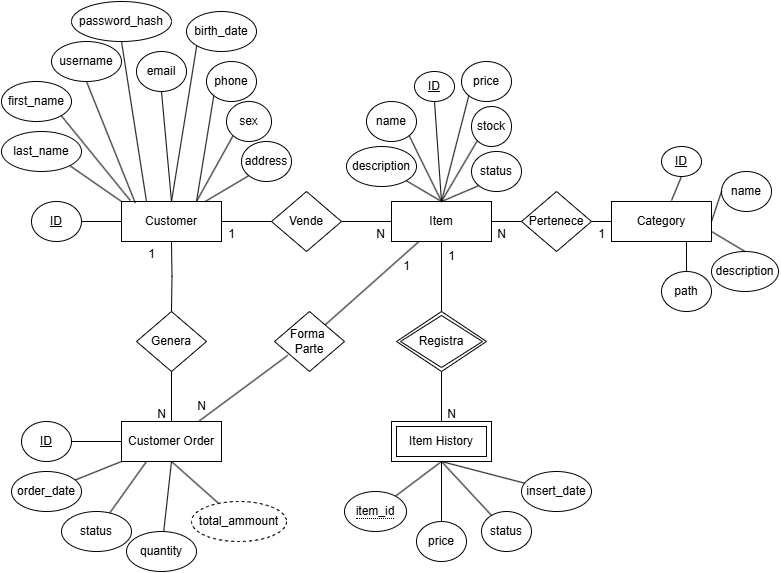 password_hash
birth_date
username
email
phone
first_name
sex
last_name
address
ID
Customer
1
1
Vende
ID
price
name
stock
description
status
Item
N
N
1
1
Pertenece
1
ID
name
Category
description
path
Genera
Forma
Parte
Registra
N
N
N
ID
Customer Order
order_date
status
quantity
total_ammount
Item History
item_id
price
status
insert_date